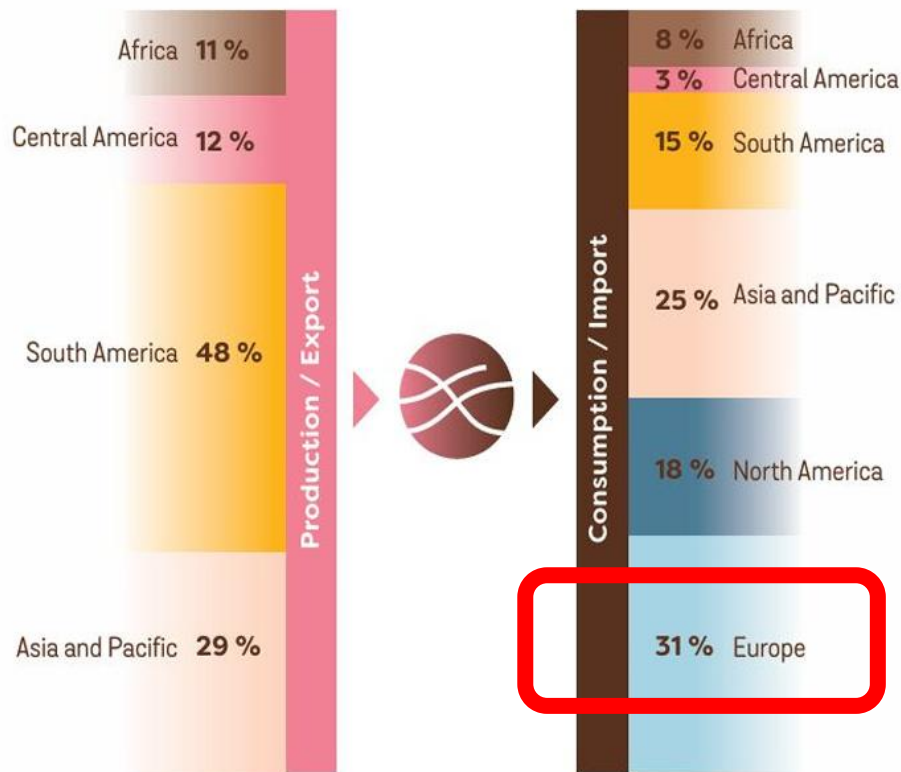 Africa 11 %
Central America 12 %
South America 48 %
Asia and Pacific 29 %
Production / Export
Consumption / Import
8 % Africa
3 % Central America
15 % South America
25 % Asia and Pacific
18 % North America
31 % Europe